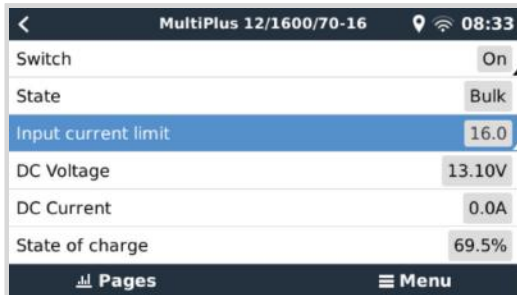 MultiPlus 12/1600/70-16 08:33
Switch On
State Bulk
Input current limit 16.0
DC Voltage 13.10V
DC Current 0.0A
State of charge 69.5%
Pages Menu